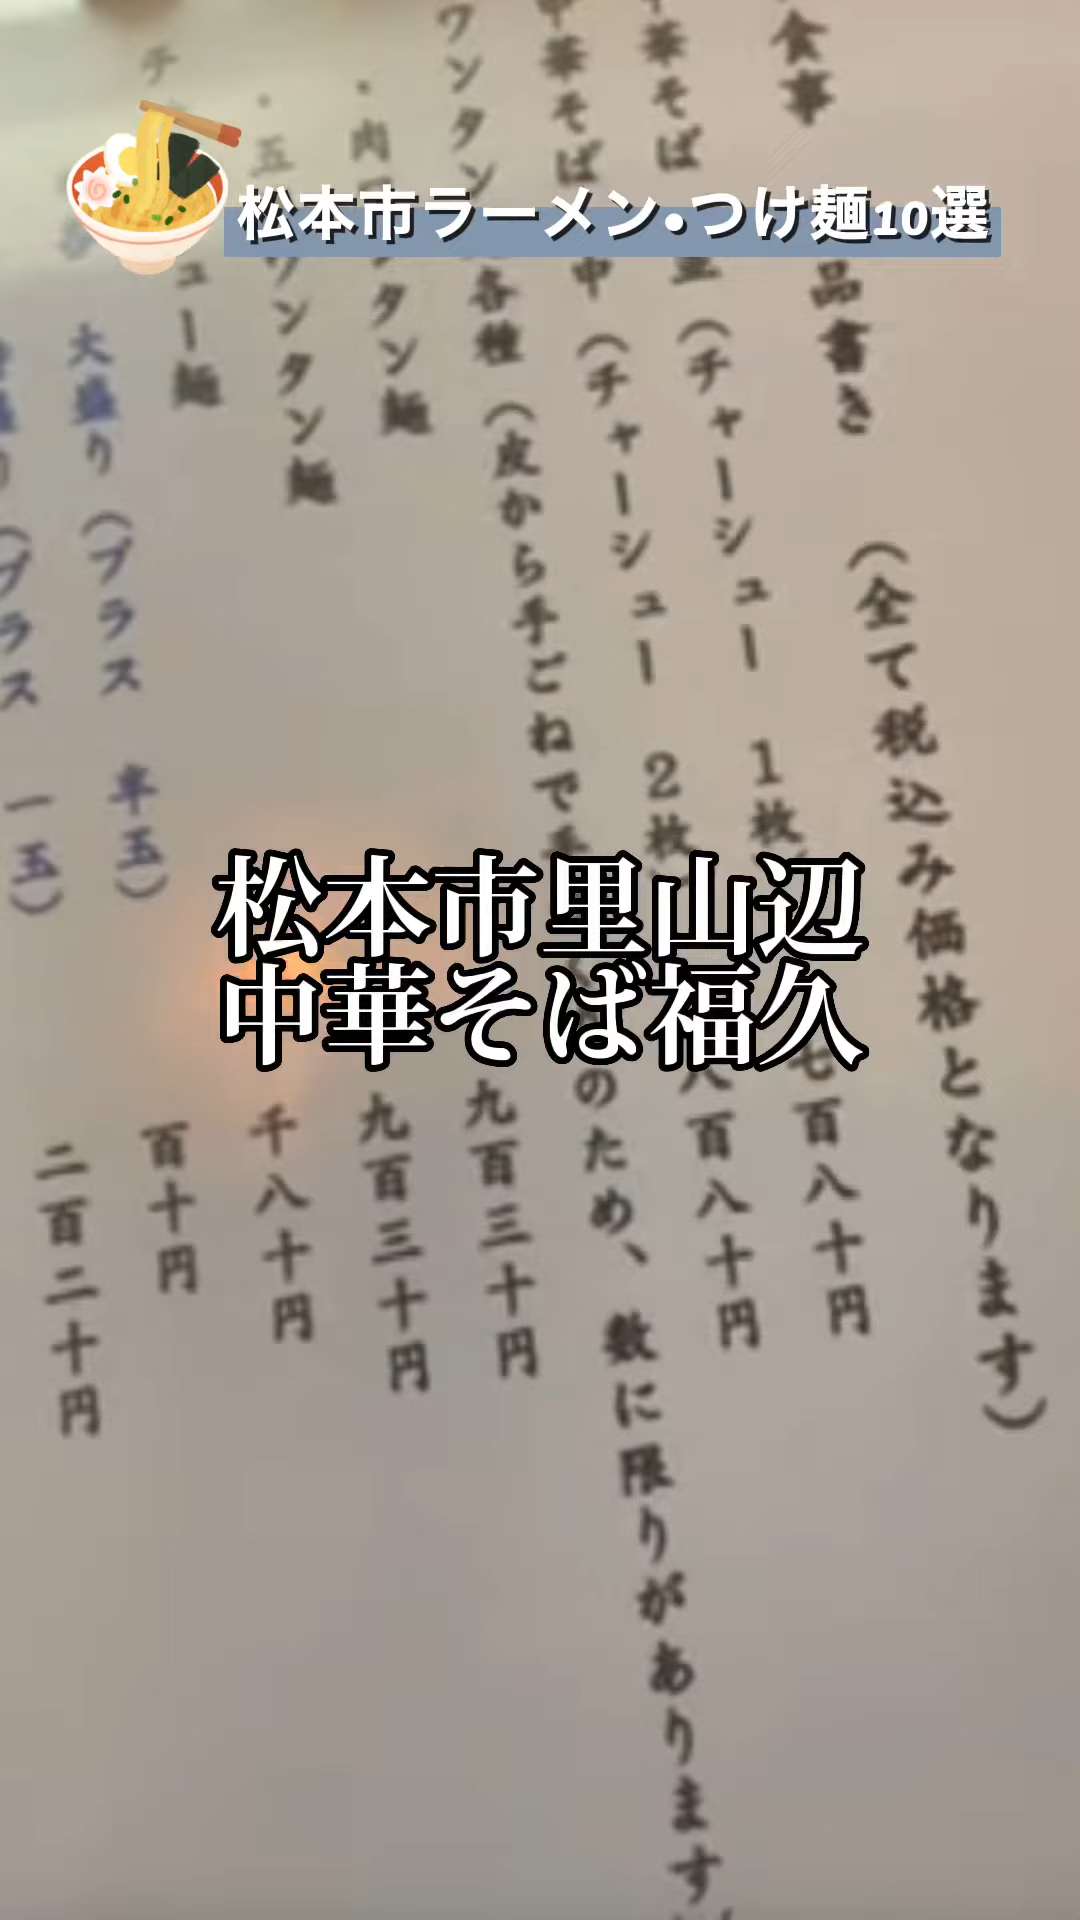 松本市ラーメン・つけ麺10選
松本市里山辺
中華そば福久
食事
品書き
(全て税込み価格となります)
中華そば
(チャーシュー 1枚
七百八十円
中華そば 中
(チャーシュー 2枚
八百八十円
ワンタン
各種
(皮から手ごねで
のため、数に限りがあります
・肉
タン麺
九百三十円
・五
ワンタン麺
九百三十円
チ
ュー麺
千八十円
大盛り(プラス 半玉)
百十円
(プラス 一玉)
二百二十円